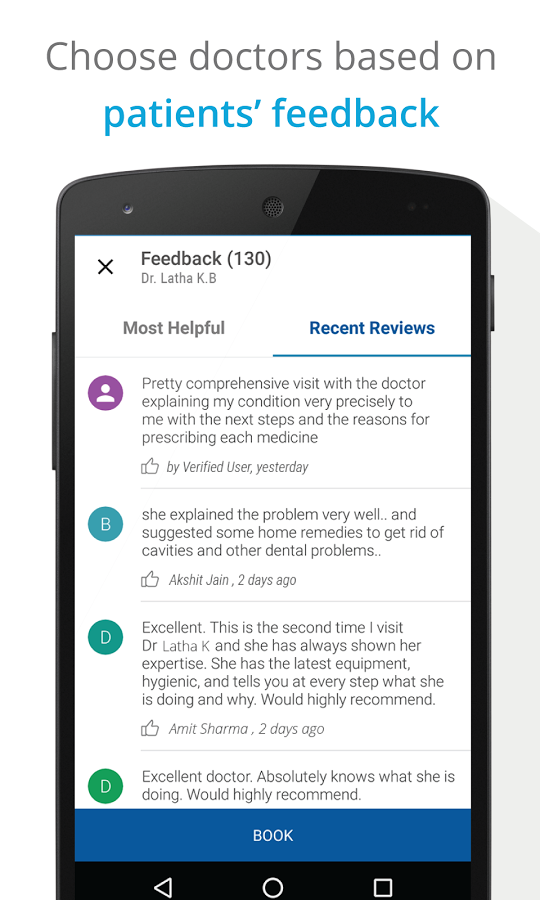 Choose doctors based on
patients’ feedback
Feedback (130)
Dr. Latha K.B
Most Helpful
Recent Reviews
Pretty comprehensive visit with the doctor
explaining my condition very precisely to
me with the next steps and the reasons for
prescribing each medicine
by Verified User, yesterday
B
she explained the problem very well.. and
suggested some home remedies to get rid of
cavities and other dental problems..
Akshit Jain , 2 days ago
D
Excellent. This is the second time I visit
Dr Latha K and she has always shown her
expertise. She has the latest equipment,
hygienic, and tells you at every step what she
is doing and why. Would highly recommend.
Amit Sharma , 2 days ago
D
Excellent doctor. Absolutely knows what she is
doing. Would highly recommend.
BOOK